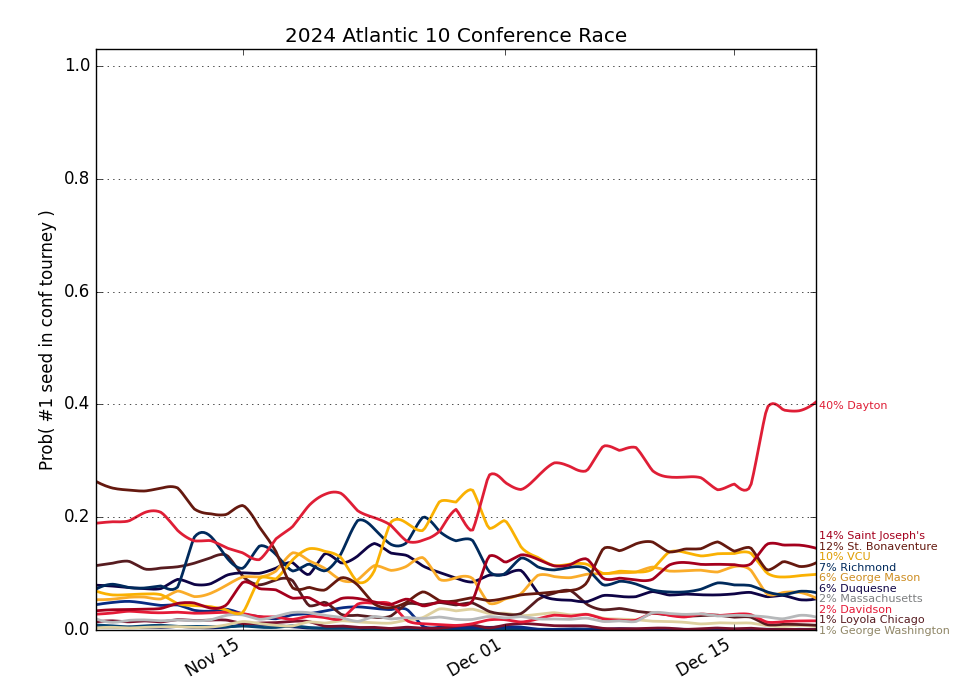 2024 Atlantic 10 Conference Race
Prob( #1 seed in conf tourney )
1.0
0.8
0.6
0.4
0.2
0.0
Nov 15
Dec 01
Dec 15
40% Dayton
14% Saint Joseph's
12% St. Bonaventure
10% VCU
7% Richmond
6% George Mason
6% Duquesne
2% Massachusetts
2% Davidson
1% Loyola Chicago
1% George Washington